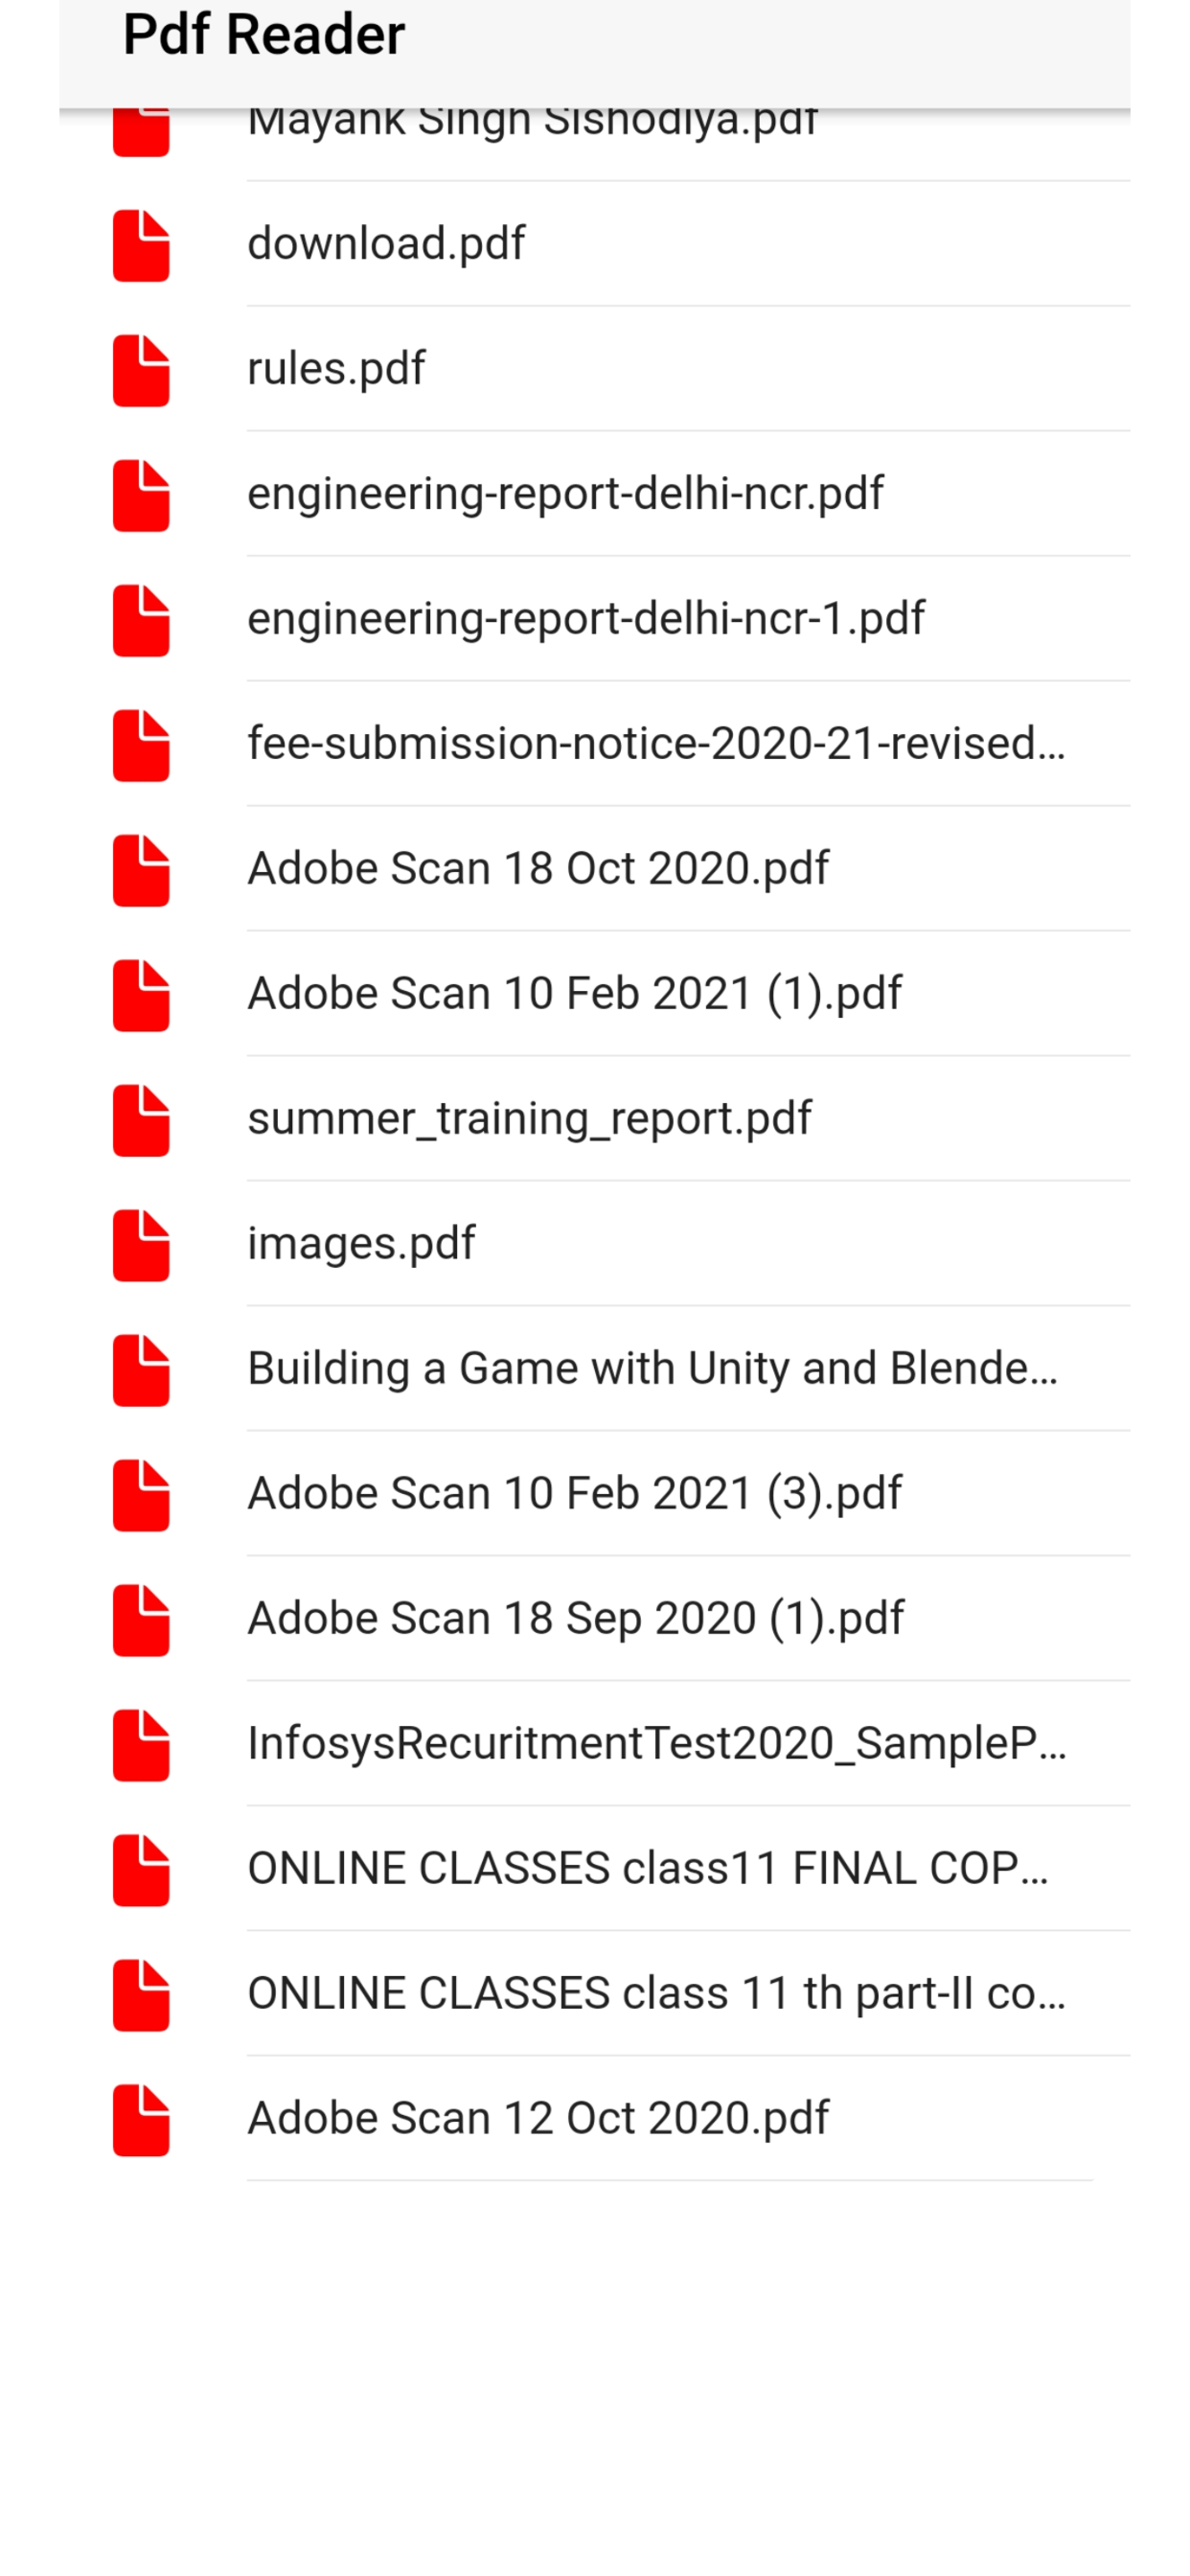 Pdf Reader
Mayank Singh Sishodiya.pdf
download.pdf
rules.pdf
engineering-report-delhi-ncr.pdf
engineering-report-delhi-ncr-1.pdf
fee-submission-notice-2020-21-revised...
Adobe Scan 18 Oct 2020.pdf
Adobe Scan 10 Feb 2021 (1).pdf
summer_training_report.pdf
images.pdf
Building a Game with Unity and Blende...
Adobe Scan 10 Feb 2021 (3).pdf
Adobe Scan 18 Sep 2020 (1).pdf
InfosysRecuritmentTest2020_SampleP...
ONLINE CLASSES class11 FINAL COP...
ONLINE CLASSES class 11 th part-II co...
Adobe Scan 12 Oct 2020.pdf